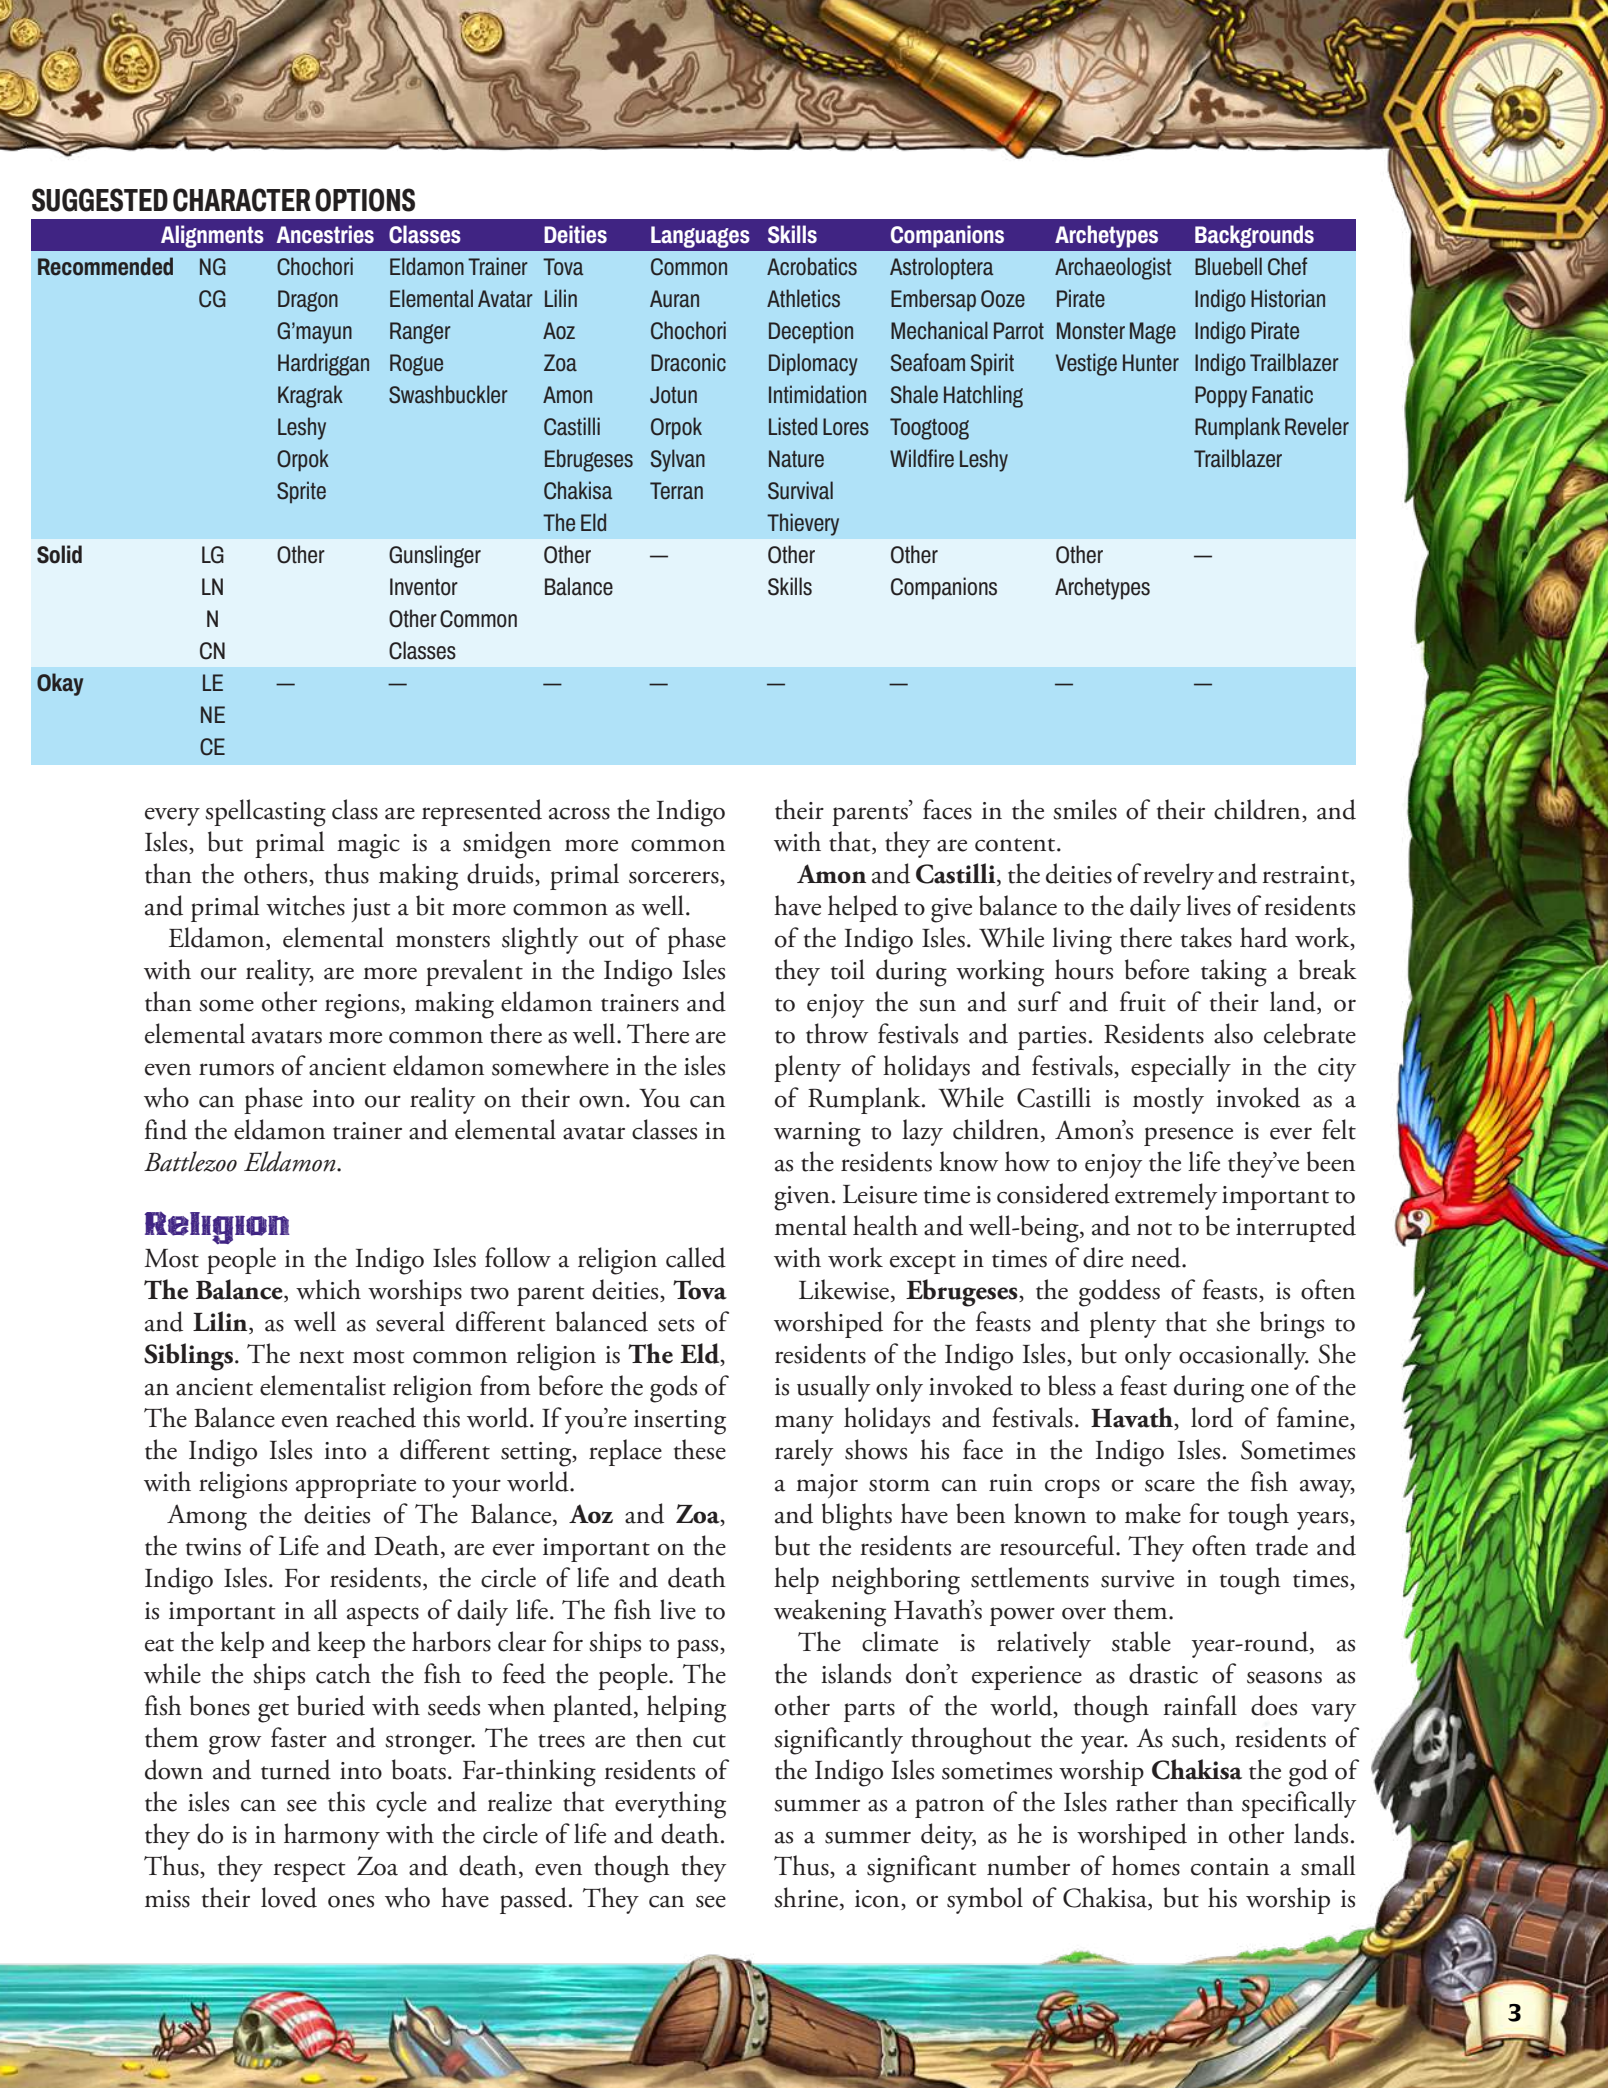 SUGGESTED CHARACTER OPTIONS
Alignments Ancestries Classes Deities Languages Skills Companions Archetypes Backgrounds
Recommended NG Chochori Eldamon Trainer Tova Common Acrobatics Astroloptera Archaeologist Bluebell Chef
CG Dragon Elemental Avatar Lilin Auran Athletics Embersap Ooze Pirate Indigo Historian
G’mayun Ranger Aoz Chochori Deception Mechanical Parrot Monster Mage Indigo Pirate
Hardriggan Rogue Zoa Draconic Diplomacy Seafoam Spirit Vestige Hunter Indigo Trailblazer
Kragrak Swashbuckler Amon Jotun Intimidation Shale Hatchling Poppy Fanatic
Leshy Castilli Orpok Listed Lores Toogtoog Rumplank Reveler
Orpok Ebrugeses Sylvan Nature Wildfire Leshy Trailblazer
Sprite Chakisa Terran Survival
The Eld Thievery
Solid LG Other Gunslinger Other — Other Other Other —
LN Inventor Balance Skills Companions Archetypes
N Other Common
CN Classes
Okay LE — — — — — — — —
NE
CE
every spellcasting class are represented across the Indigo
Isles, but primal magic is a smidgen more common
than the others, thus making druids, primal sorcerers,
and primal witches just a bit more common as well.
Eldamon, elemental monsters slightly out of phase
with our reality, are more prevalent in the Indigo Isles
than some other regions, making eldamon trainers and
elemental avatars more common there as well. There are
even rumors of ancient eldamon somewhere in the isles
who can phase into our reality on their own. You can
find the eldamon trainer and elemental avatar classes in
Battlezoo Eldamon.
Religion
Most people in the Indigo Isles follow a religion called
The Balance, which worships two parent deities, Tova
and Lilin, as well as several different balanced sets of
Siblings. The next most common religion is The Eld,
an ancient elementalist religion from before the gods of
The Balance even reached this world. If you’re inserting
the Indigo Isles into a different setting, replace these
with religions appropriate to your world.
Among the deities of The Balance, Aoz and Zoa,
the twins of Life and Death, are ever important on the
Indigo Isles. For residents, the circle of life and death
is important in all aspects of daily life. The fish live to
eat the kelp and keep the harbors clear for ships to pass,
while the ships catch the fish to feed the people. The
fish bones get buried with seeds when planted, helping
them grow faster and stronger. The trees are then cut
down and turned into boats. Far-thinking residents of
the isles can see this cycle and realize that everything
they do is in harmony with the circle of life and death.
Thus, they respect Zoa and death, even though they
miss their loved ones who have passed. They can see
their parents’ faces in the smiles of their children, and
with that, they are content.
Amon and Castilli, the deities of revelry and restraint,
have helped to give balance to the daily lives of residents
of the Indigo Isles. While living there takes hard work,
they toil during working hours before taking a break
to enjoy the sun and surf and fruit of their land, or
to throw festivals and parties. Residents also celebrate
plenty of holidays and festivals, especially in the city
of Rumplank. While Castilli is mostly invoked as a
warning to lazy children, Amon’s presence is ever felt
as the residents know how to enjoy the life they’ve been
given. Leisure time is considered extremely important to
mental health and well-being, and not to be interrupted
with work except in times of dire need.
Likewise, Ebrugeses, the goddess of feasts, is often
worshiped for the feasts and plenty that she brings to
residents of the Indigo Isles, but only occasionally. She
is usually only invoked to bless a feast during one of the
many holidays and festivals. Havath, lord of famine,
rarely shows his face in the Indigo Isles. Sometimes
a major storm can ruin crops or scare the fish away,
and blights have been known to make for tough years,
but the residents are resourceful. They often trade and
help neighboring settlements survive in tough times,
weakening Havath’s power over them.
The climate is relatively stable year-round, as
the islands don’t experience as drastic of seasons as
other parts of the world, though rainfall does vary
significantly throughout the year. As such, residents of
the Indigo Isles sometimes worship Chakisa the god of
summer as a patron of the Isles rather than specifically
as a summer deity, as he is worshiped in other lands.
Thus, a significant number of homes contain a small
shrine, icon, or symbol of Chakisa, but his worship is
3